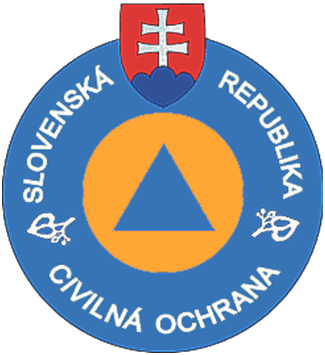 SLOVENSKÁ REPUBLIKA
CIVILNÁ OCHRANA